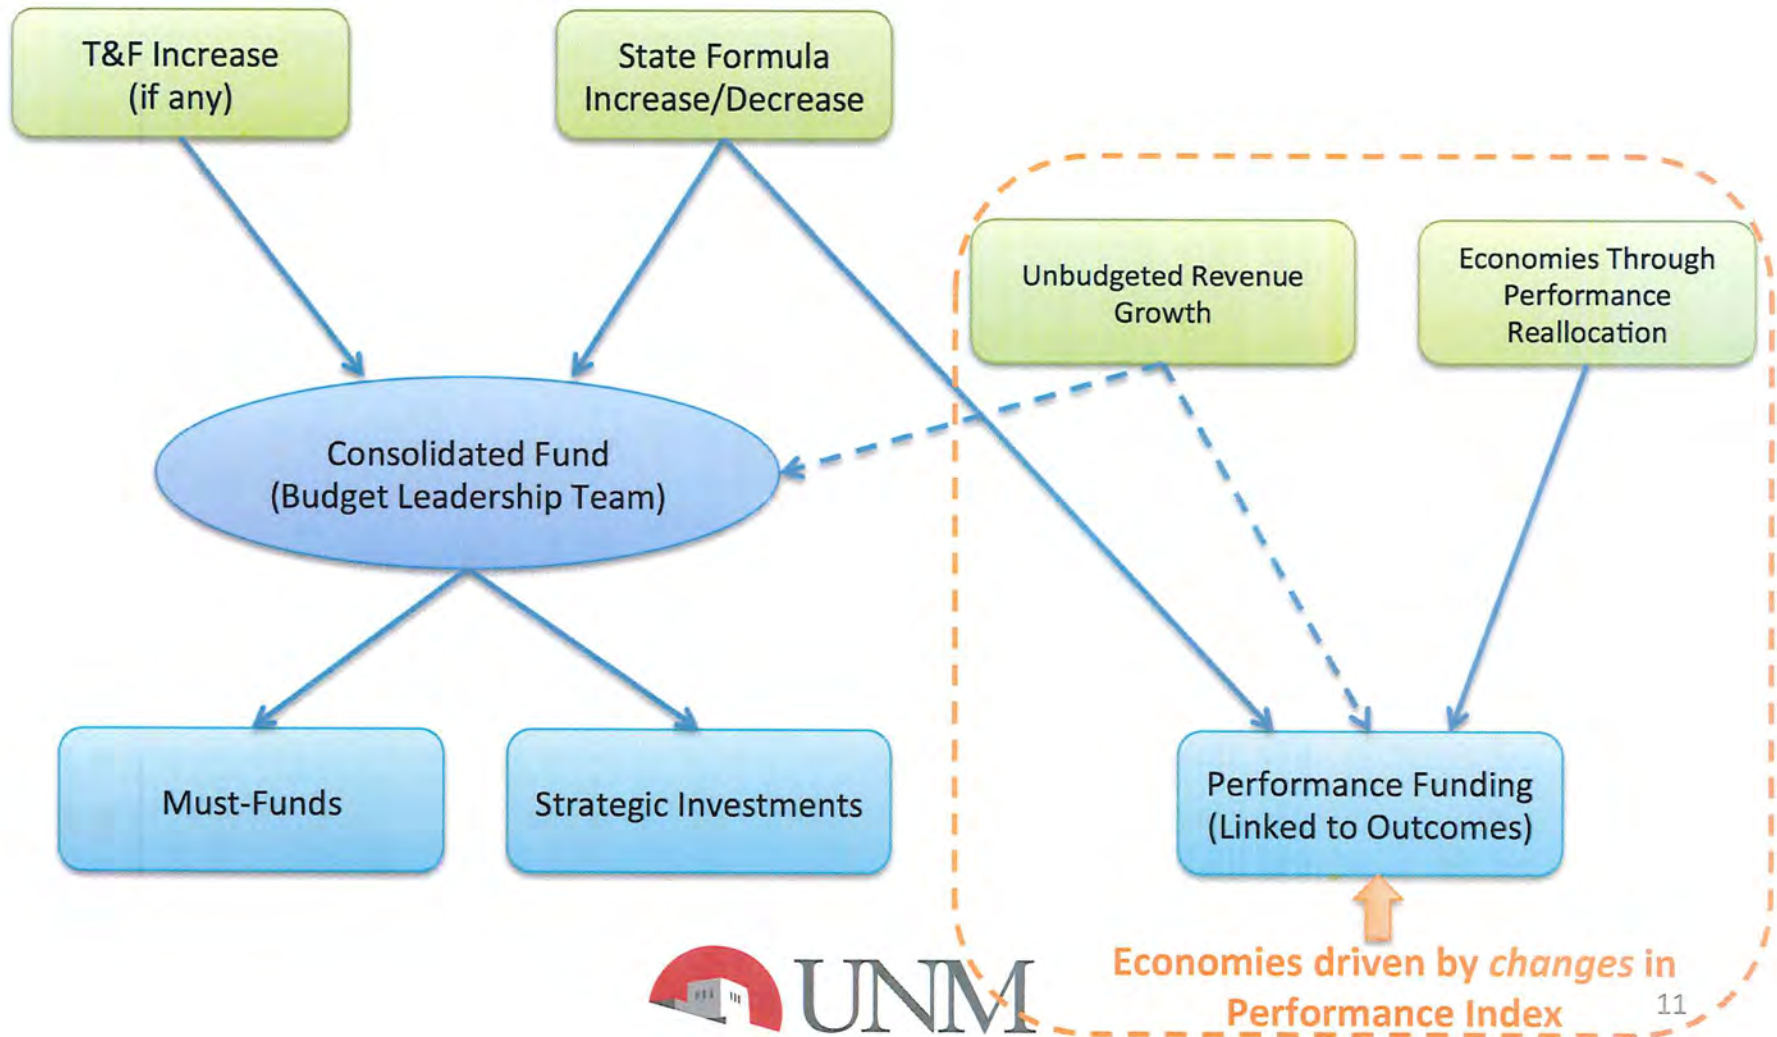 T&F Increase
(if any)
State Formula
Increase/Decrease
Unbudgeted Revenue
Growth
Economies Through
Performance
Reallocation
Consolidated Fund
(Budget Leadership Team)
Must-Funds
Strategic Investments
Performance Funding
(Linked to Outcomes)
Economies driven by changes in
Performance Index
UNM
11